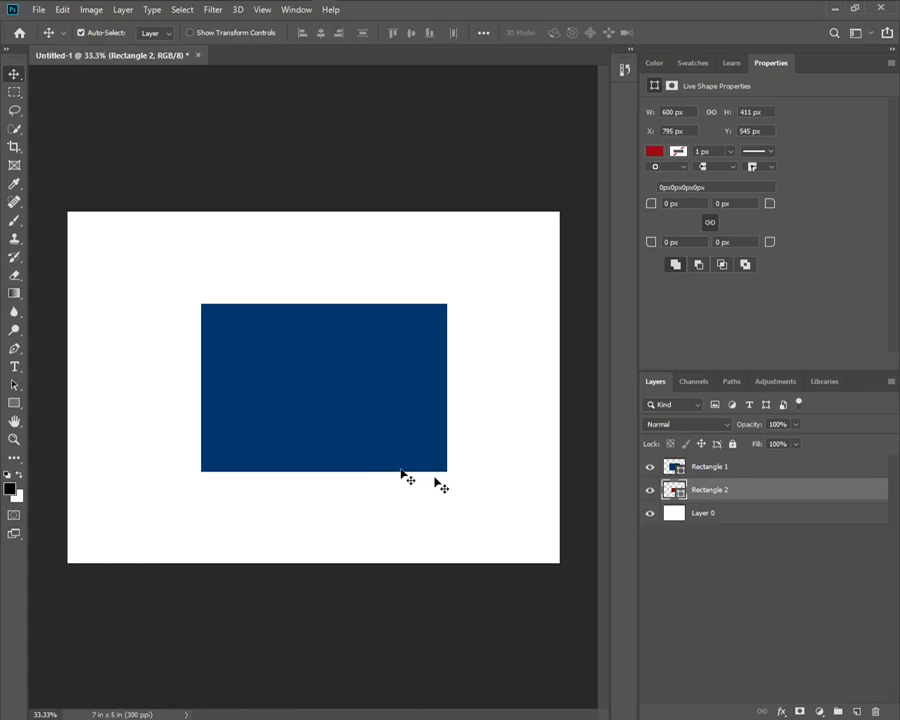 Ps File Edit Image Layer Type Select Filter 3D View Window Help
Auto-Select: Layer Show Transform Controls 3D Mode:
Untitled-1 @ 33.3% (Rectangle 2, RGB/8) *
Color Swatches Learn Properties
Live Shape Properties
W: 600 px H: 411 px
X: 795 px Y: 545 px
1 px
0px0px0px0px
0 px 0 px
0 px 0 px
Layers Channels Paths Adjustments Libraries
Kind
Normal Opacity: 100%
Lock: Fill: 100%
Rectangle 1
Rectangle 2
Layer 0
33.33% 7 in x 5 in (300 ppi)